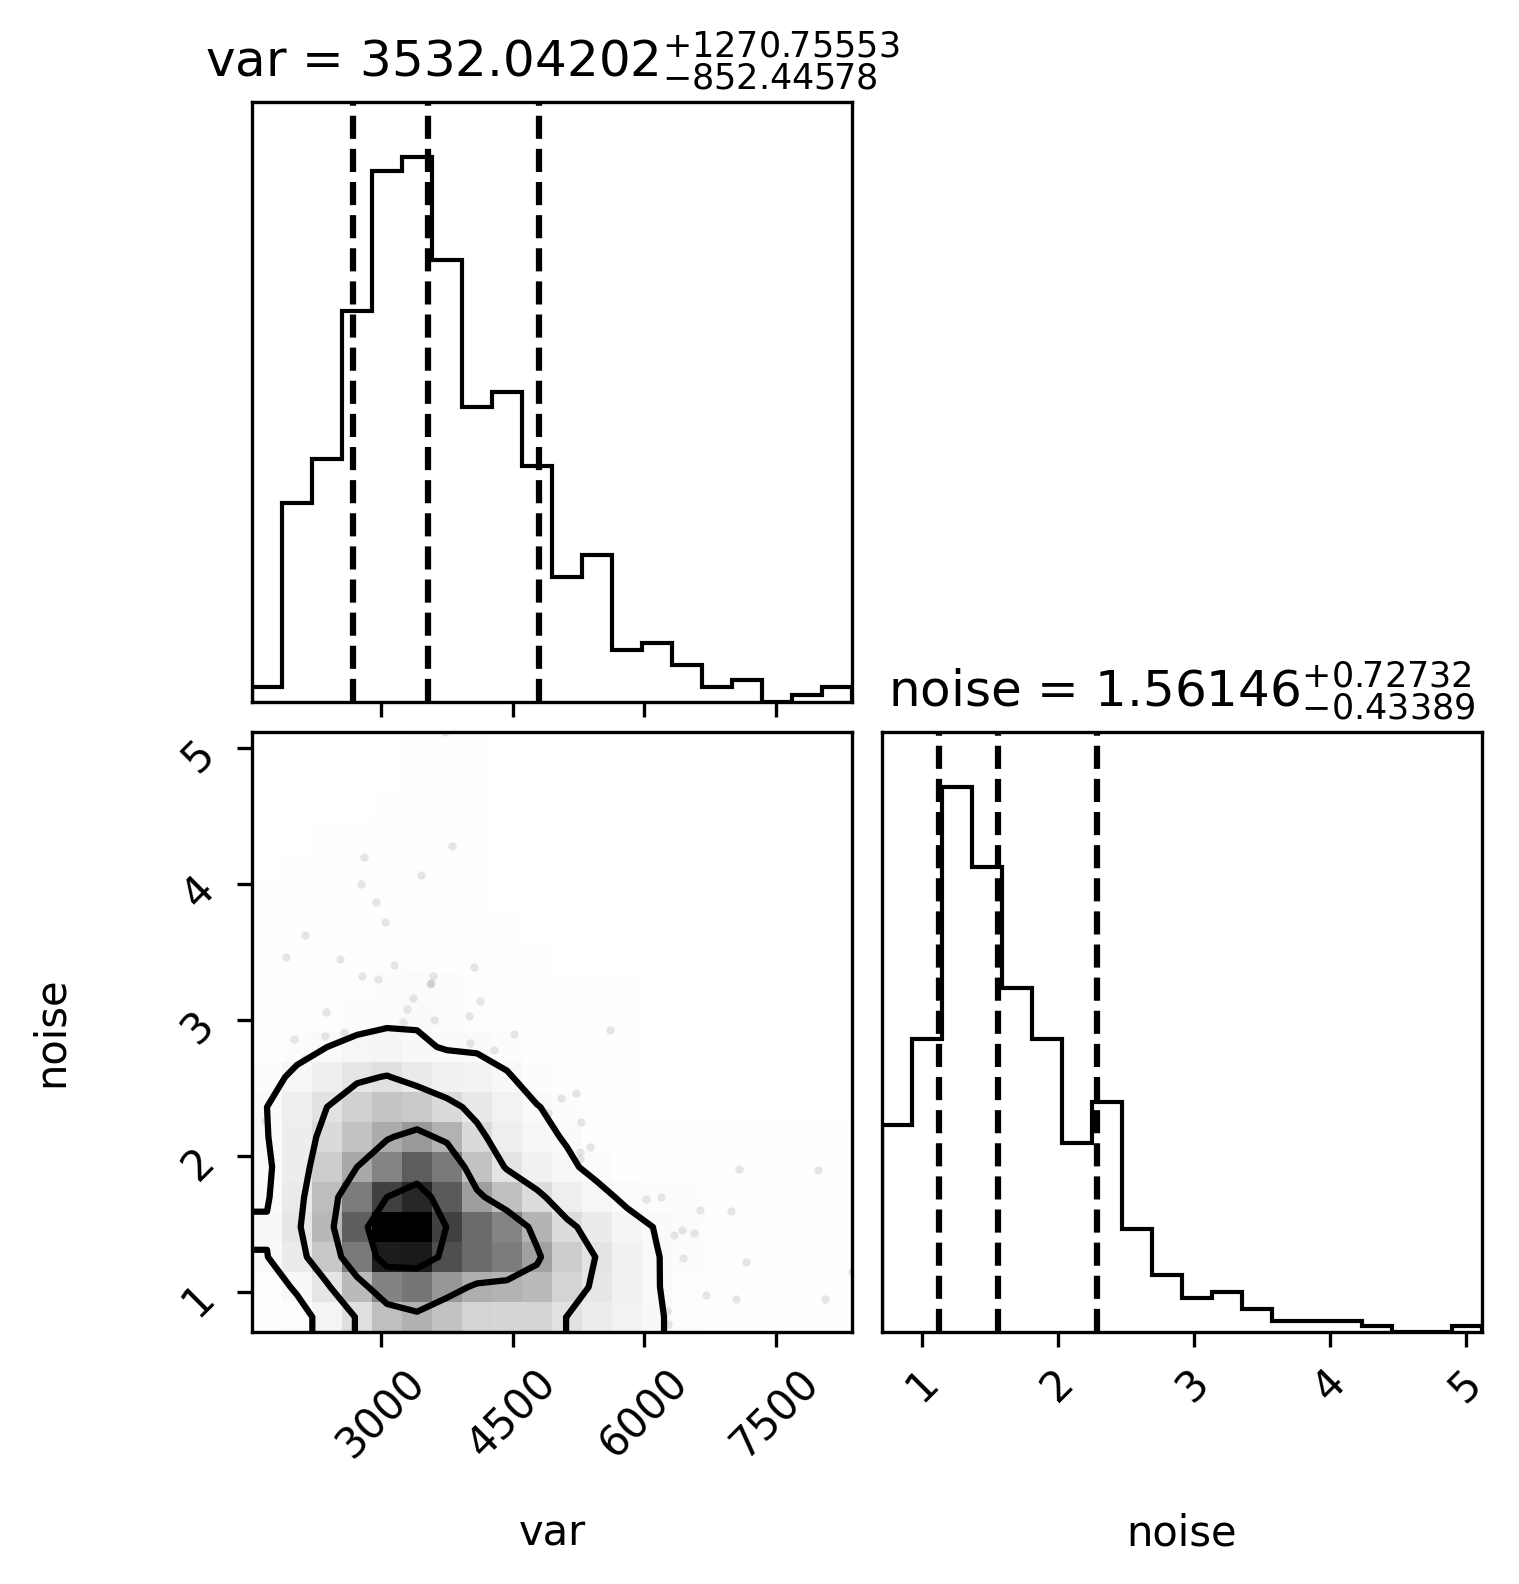 var = 3532.04202+1270.75553−852.44578
noise = 1.56146+0.72732−0.43389
5
4
3
2
1
noise
3000 4500 6000 7500
1 2 3 4 5
var
noise